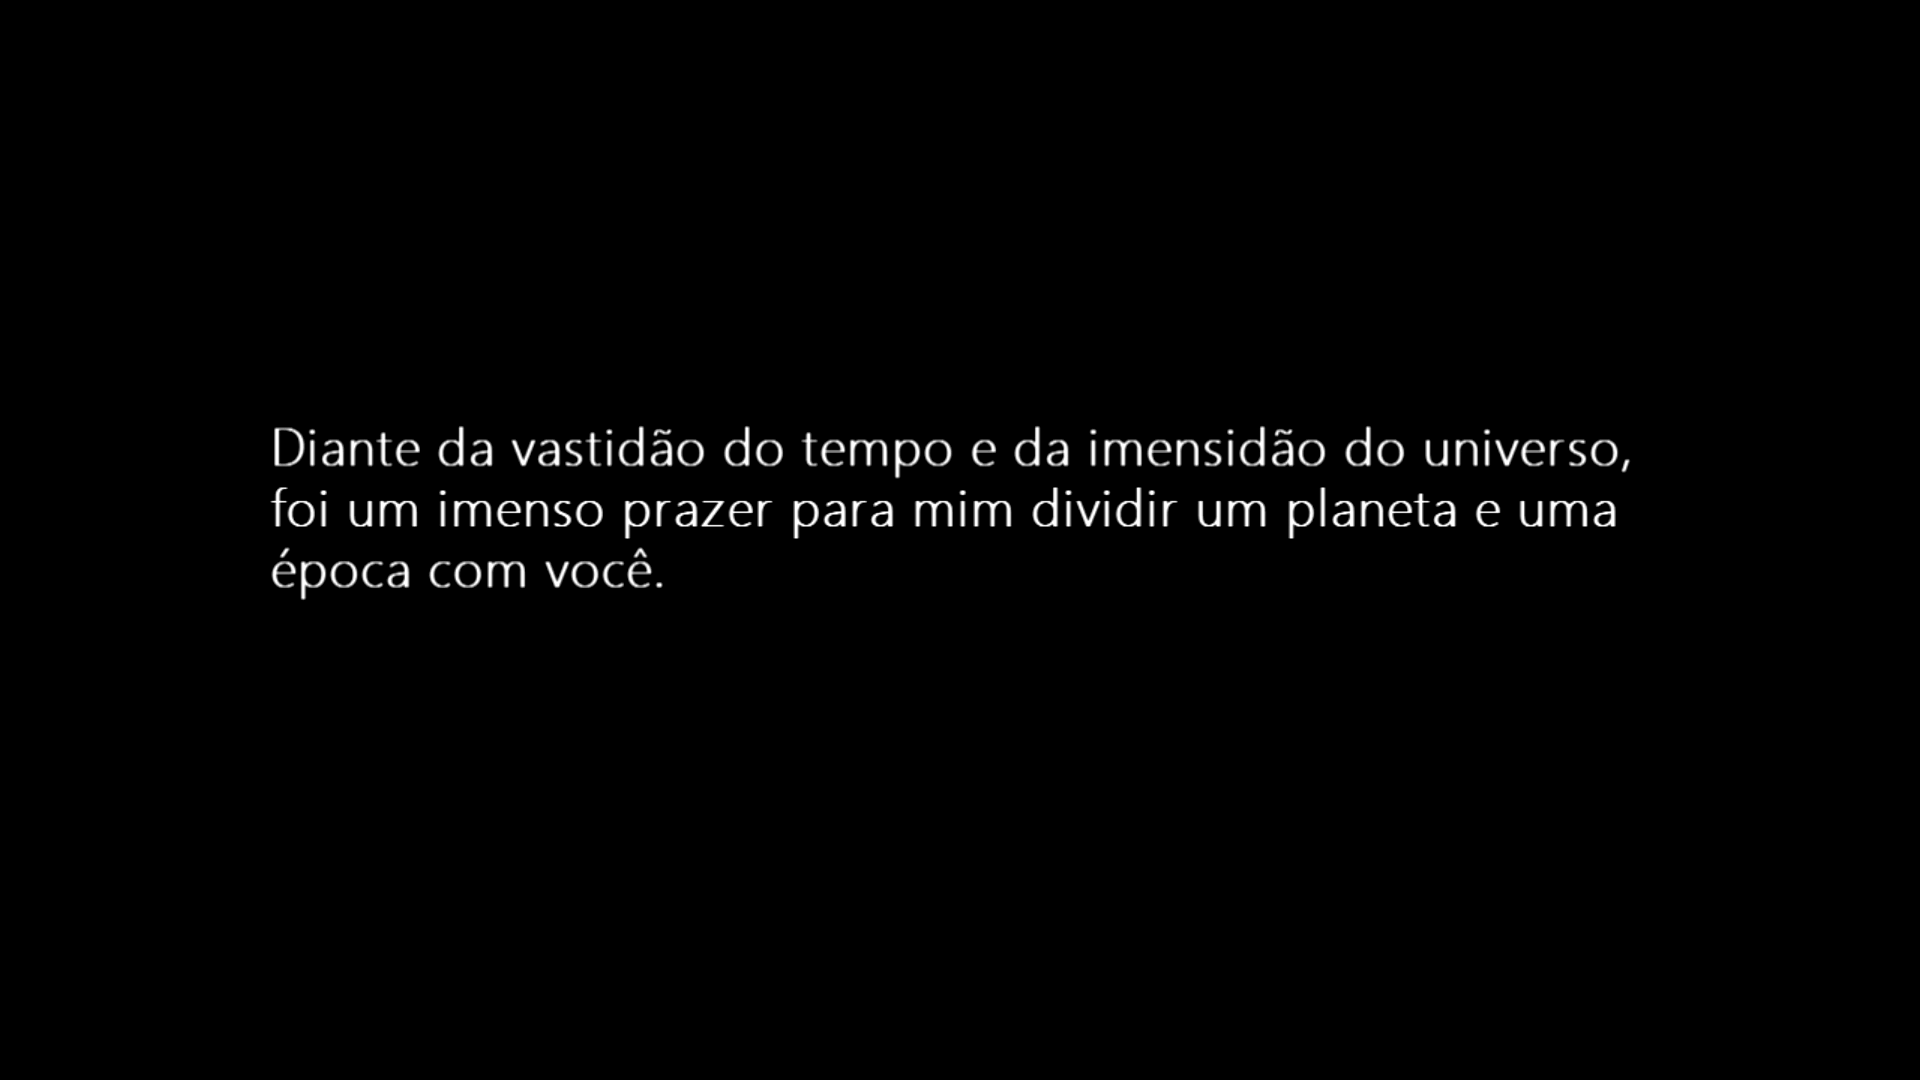 Diante da vastidão do tempo e da imensidão do universo,
foi um imenso prazer para mim dividir um planeta e uma
época com você.